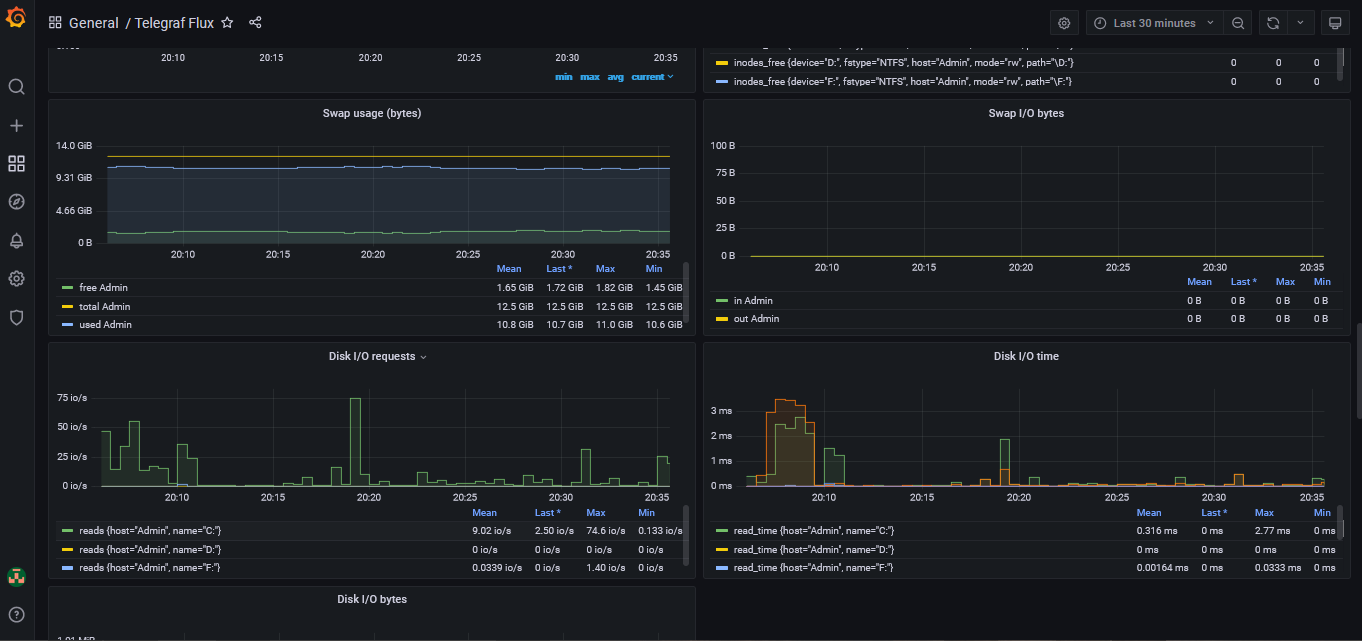 General / Telegraf Flux
Last 30 minutes
20:10 20:15 20:20 20:25 20:30 20:35
min max avg current
inodes_free {device="D:", fstype="NTFS", host="Admin", mode="rw", path="\D:"} 0 0 0
inodes_free {device="F:", fstype="NTFS", host="Admin", mode="rw", path="\F:"} 0 0 0
Swap usage (bytes)
14.0 GiB
9.31 GiB
4.66 GiB
0 B
20:10 20:15 20:20 20:25 20:30 20:35
Mean Last * Max Min
free Admin 1.65 GiB 1.72 GiB 1.82 GiB 1.45 GiB
total Admin 12.5 GiB 12.5 GiB 12.5 GiB 12.5 GiB
used Admin 10.8 GiB 10.7 GiB 11.0 GiB 10.6 GiB
Swap I/O bytes
100 B
75 B
50 B
25 B
0 B
20:10 20:15 20:20 20:25 20:30 20:35
Mean Last * Max Min
in Admin 0 B 0 B 0 B 0 B
out Admin 0 B 0 B 0 B 0 B
Disk I/O requests
75 io/s
50 io/s
25 io/s
0 io/s
20:10 20:15 20:20 20:25 20:30 20:35
Mean Last * Max Min
reads {host="Admin", name="C:"} 9.02 io/s 2.50 io/s 74.6 io/s 0.133 io/s
reads {host="Admin", name="D:"} 0 io/s 0 io/s 0 io/s 0 io/s
reads {host="Admin", name="F:"} 0.0339 io/s 0 io/s 1.40 io/s 0 io/s
Disk I/O time
3 ms
2 ms
1 ms
0 ms
20:10 20:15 20:20 20:25 20:30 20:35
Mean Last * Max Min
read_time {host="Admin", name="C:"} 0.316 ms 0 ms 2.77 ms 0 ms
read_time {host="Admin", name="D:"} 0 ms 0 ms 0 ms 0 ms
read_time {host="Admin", name="F:"} 0.00164 ms 0 ms 0.0333 ms 0 ms
Disk I/O bytes